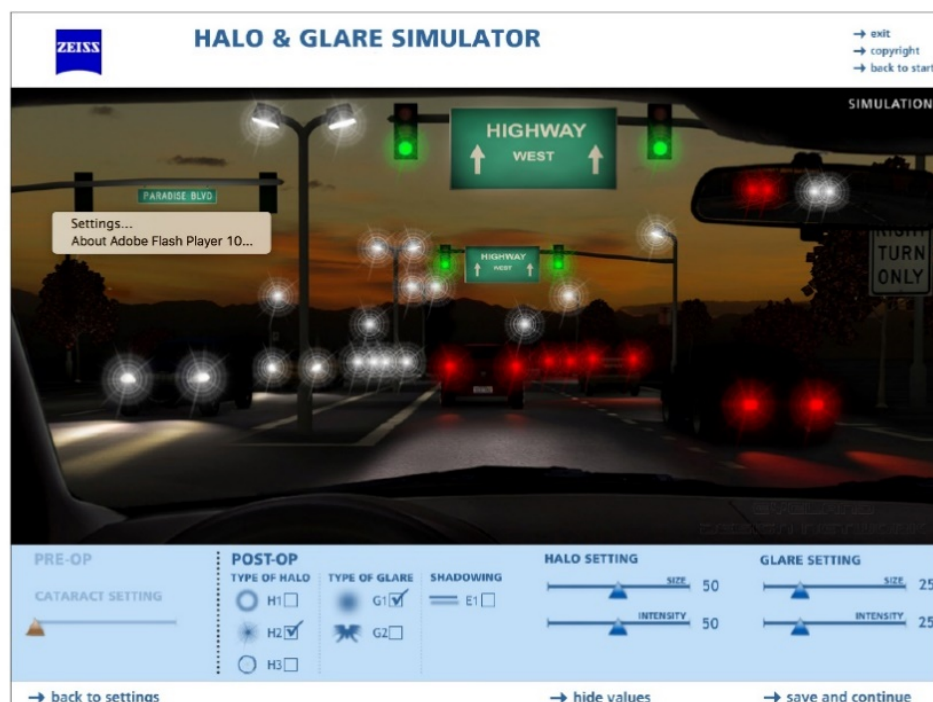 ZEISS
HALO & GLARE SIMULATOR
→ exit
→ copyright
→ back to start
SIMULATION
HIGHWAY
WEST
PARADISE BLVD
Settings...
About Adobe Flash Player 10...
HIGHWAY
WEST
RIGHT
TURN
ONLY
PRE-OP
CATARACT SETTING
POST-OP
TYPE OF HALO
H1
H2
H3
TYPE OF GLARE
G1
G2
SHADOWING
E1
HALO SETTING
SIZE 50
INTENSITY 50
GLARE SETTING
SIZE 25
INTENSITY 25
→ back to settings
→ hide values
→ save and continue